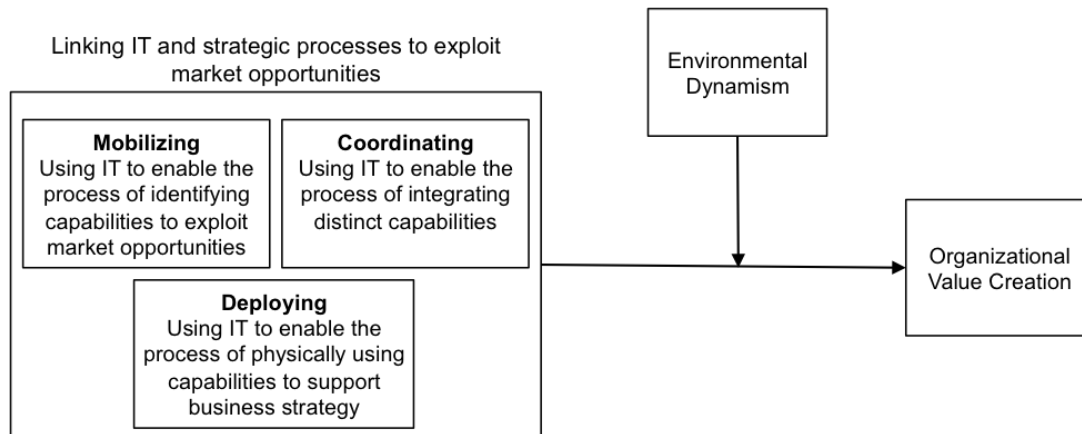 Linking IT and strategic processes to exploit
market opportunities
Mobilizing
Using IT to enable the
process of identifying
capabilities to exploit
market opportunities
Coordinating
Using IT to enable the
process of integrating
distinct capabilities
Deploying
Using IT to enable the
process of physically using
capabilities to support
business strategy
Environmental
Dynamism
Organizational
Value Creation